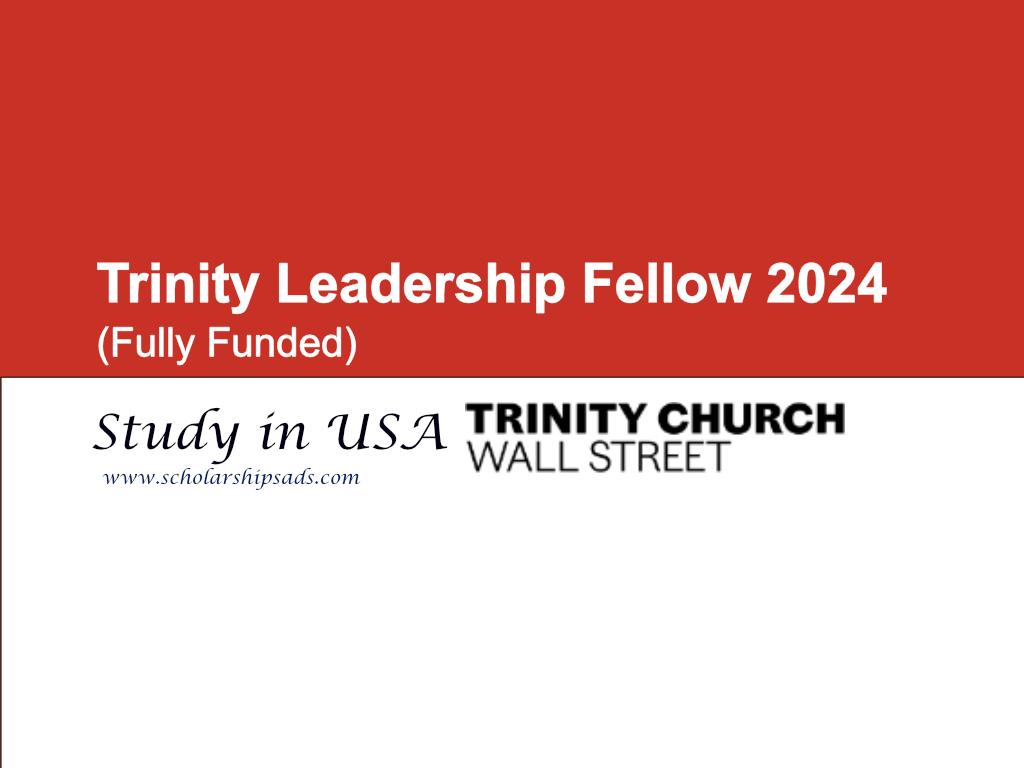 Trinity Leadership Fellow 2024
(Fully Funded)
Study in USA
www.scholarshipsads.com
TRINITY CHURCH
WALL STREET